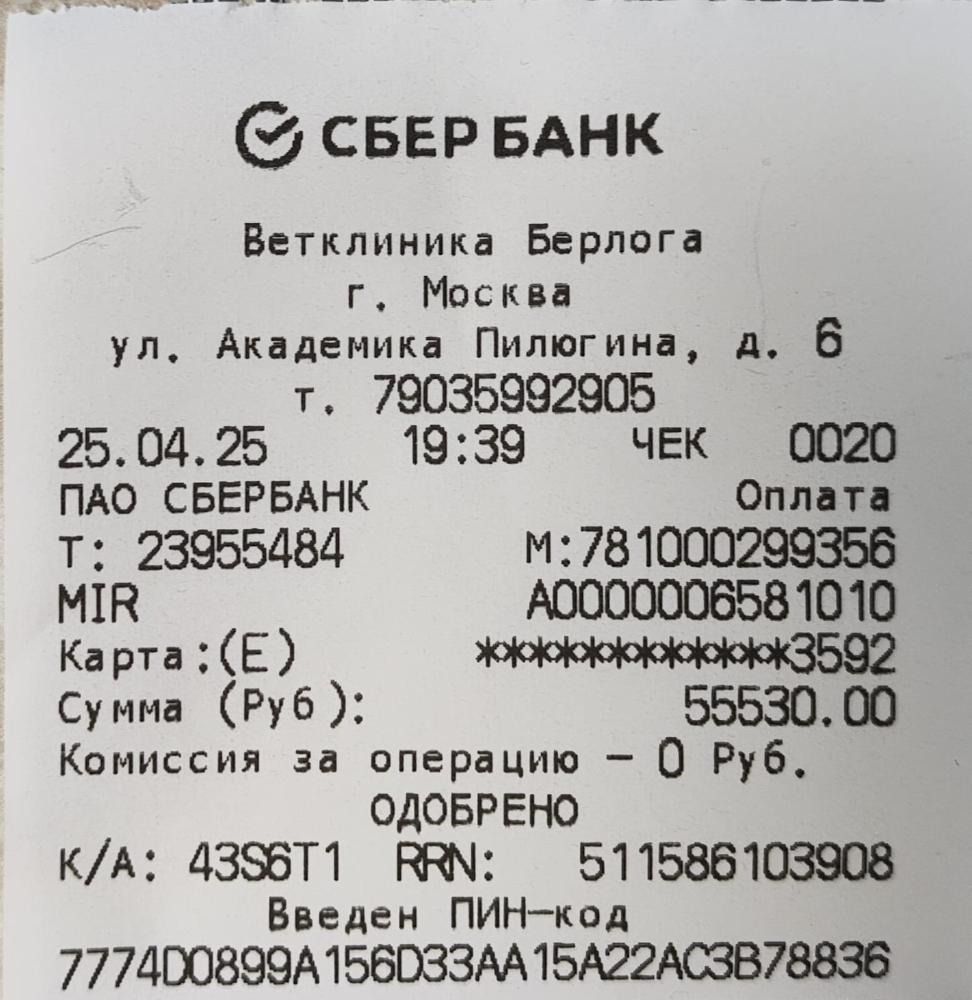 СБЕР БАНК
Ветклиника Берлога
г. Москва
ул. Академика Пилюгина, д. 6
т. 79035992905
25.04.25 19:39 ЧЕК 0020
ПАО СБЕРБАНК Оплата
Т: 23955484 М:781000299356
MIR A0000006581010
Карта:(E) ************3592
Сумма (Руб): 55530.00
Комиссия за операцию – 0 Руб.
ОДОБРЕНО
К/А: 43S6T1 RRN: 511586103908
Введен ПИН–код
7774D0899A156D33AA15A22AC3B78836